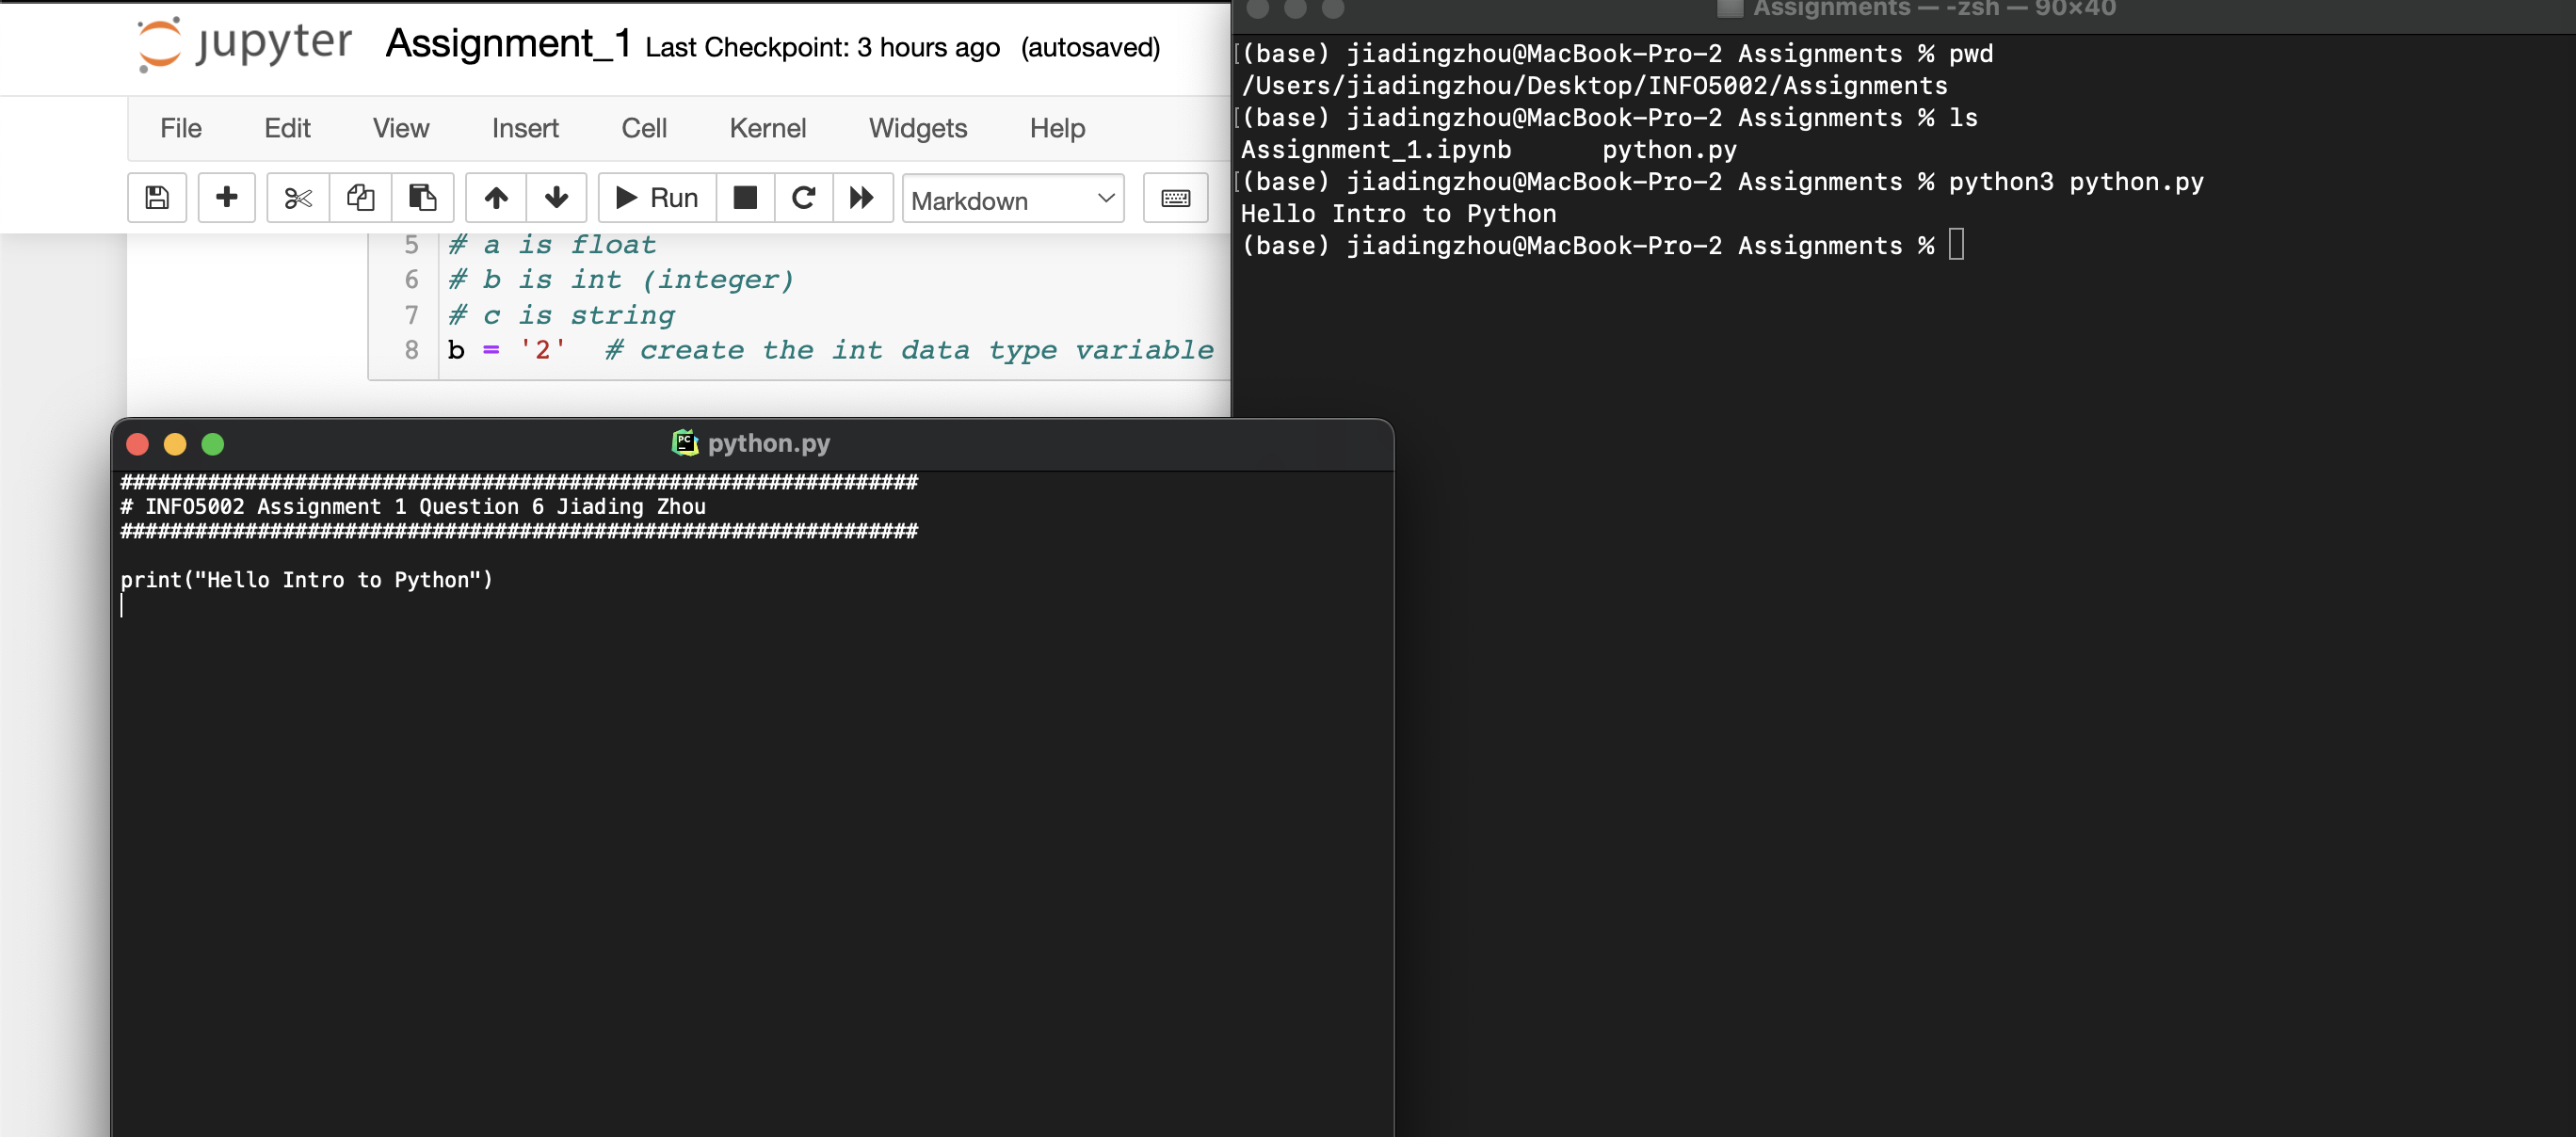 jupyter Assignment_1 Last Checkpoint: 3 hours ago (autosaved)
File Edit View Insert Cell Kernel Widgets Help
Run Markdown
5 # a is float
6 # b is int (integer)
7 # c is string
8 b = '2' # create the int data type variable
Assignments — -zsh — 90×40
(base) jiadingzhou@MacBook-Pro-2 Assignments % pwd
/Users/jiadingzhou/Desktop/INFO5002/Assignments
(base) jiadingzhou@MacBook-Pro-2 Assignments % ls
Assignment_1.ipynb python.py
(base) jiadingzhou@MacBook-Pro-2 Assignments % python3 python.py
Hello Intro to Python
(base) jiadingzhou@MacBook-Pro-2 Assignments %
PC python.py
################################################################
# INFO5002 Assignment 1 Question 6 Jiading Zhou
################################################################
print("Hello Intro to Python")